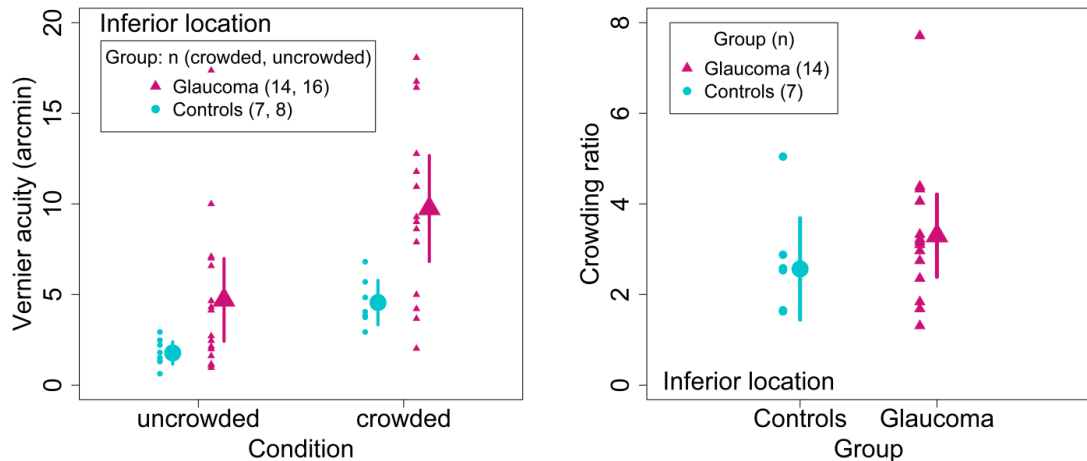 Inferior location
Group: n (crowded, uncrowded)
Glaucoma (14, 16)
Controls (7, 8)
Vernier acuity (arcmin)
20
15
10
5
0
uncrowded
crowded
Condition
Group (n)
Glaucoma (14)
Controls (7)
Crowding ratio
8
6
4
2
0
Inferior location
Controls
Glaucoma
Group